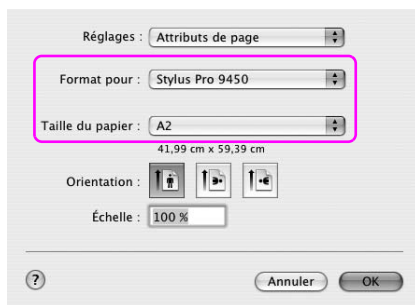 Réglages : Attributs de page
Format pour : Stylus Pro 9450
Taille du papier : A2
41,99 cm x 59,39 cm
Orientation :
Échelle : 100 %
? Annuler OK